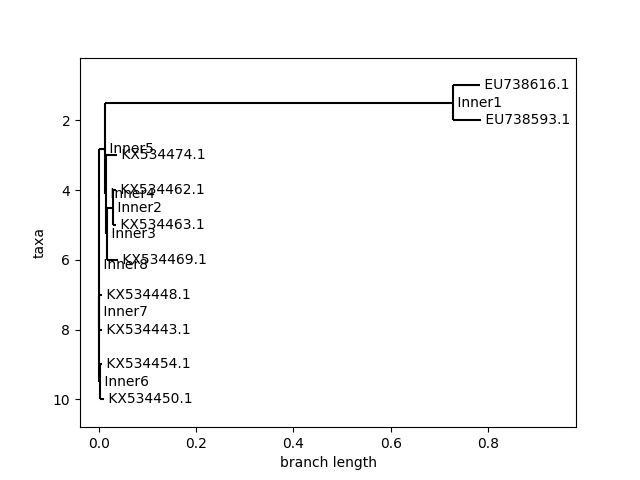 EU738616.1
Inner1
EU738593.1
2
Inner5
KX534474.1
KX534462.1
4
Inner4
Inner2
KX534463.1
Inner3
taxa
6
KX534469.1
Inner8
KX534448.1
Inner7
8
KX534443.1
KX534454.1
Inner6
10
KX534450.1
0.0 0.2 0.4 0.6 0.8
branch length